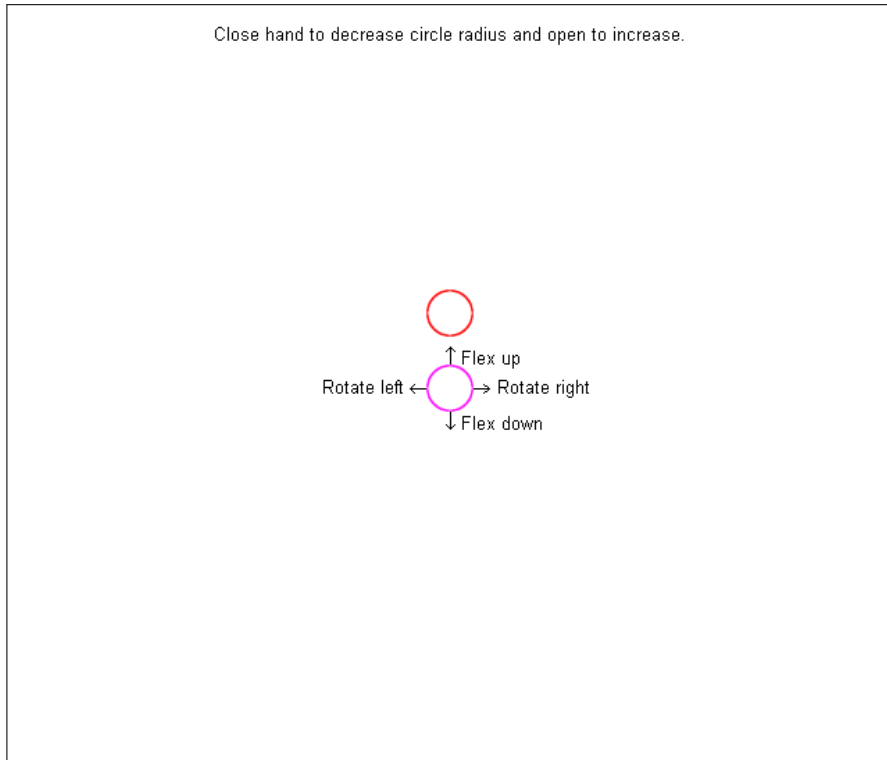 Close hand to decrease circle radius and open to increase.
Flex up
Rotate left
Rotate right
Flex down